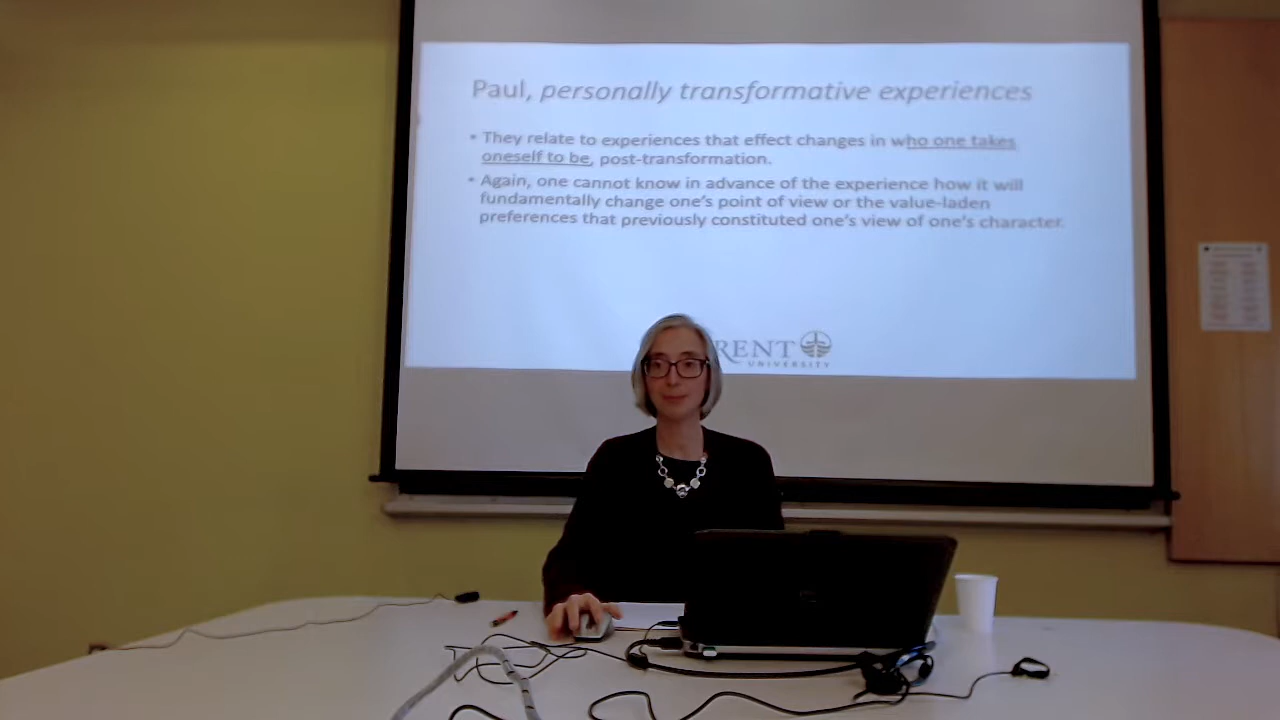 Paul, personally transformative experiences
• They relate to experiences that effect changes in who one takes
oneself to be, post-transformation.
• Again, one cannot know in advance of the experience how it will
fundamentally change one's point of view or the value-laden
preferences that previously constituted one's view of one's character.
RENT
UNIVERSITY